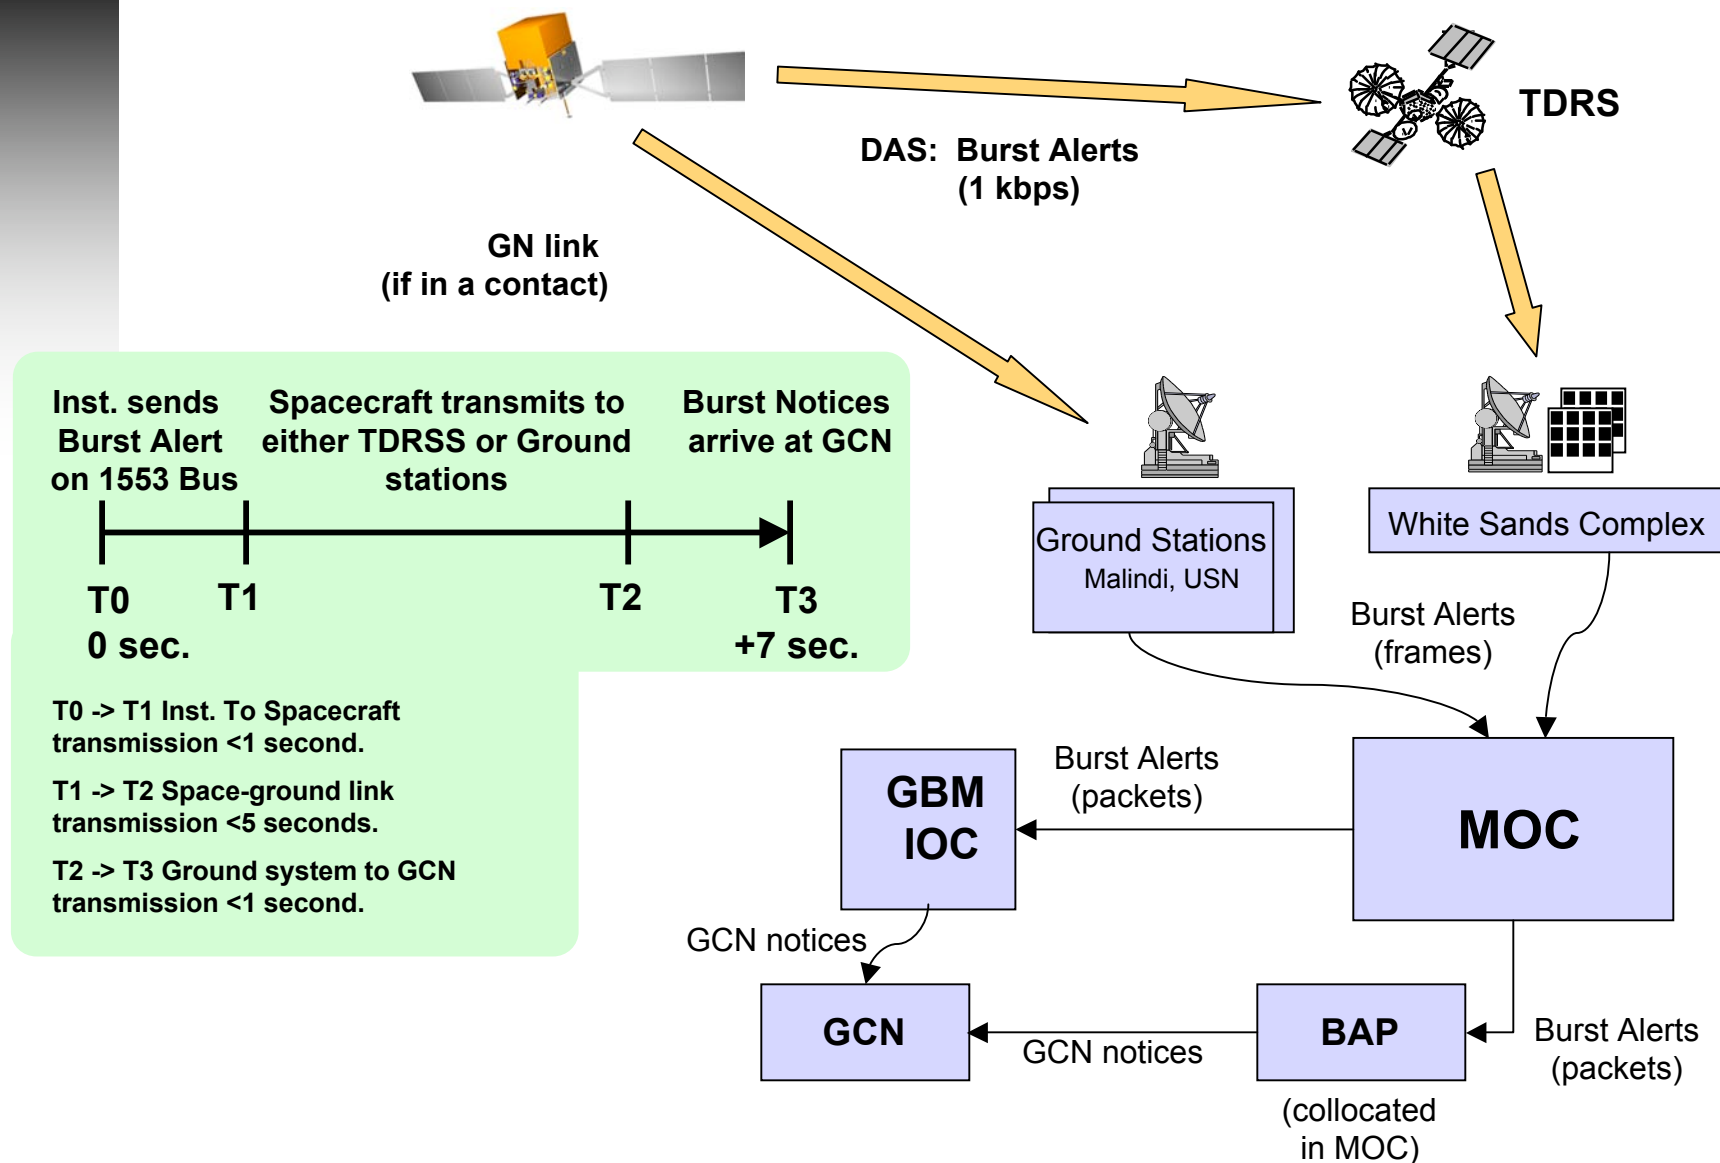 TDRS
DAS:  Burst Alerts
(1 kbps)
GN link
(if in a contact)
Inst. sends
Burst Alert
on 1553 Bus
Spacecraft transmits to
either TDRSS or Ground
stations
Burst Notices
arrive at GCN
T0
T1
T2
T3
0 sec.
+7 sec.
T0 -> T1 Inst. To Spacecraft
transmission <1 second.
T1 -> T2 Space-ground link
transmission <5 seconds.
T2 -> T3 Ground system to GCN
transmission <1 second.
Ground Stations
Malindi, USN
White Sands Complex
Burst Alerts
(frames)
MOC
Burst Alerts
(packets)
GBM
IOC
GCN notices
GCN
GCN notices
BAP
(collocated
in MOC)
Burst Alerts
(packets)